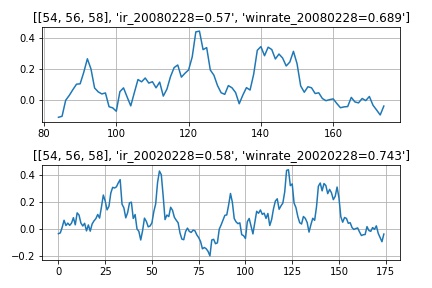 [[54, 56, 58], 'ir_20080228=0.57', 'winrate_20080228=0.689']
0.4
0.2
0.0
80 100 120 140 160
[[54, 56, 58], 'ir_20020228=0.58', 'winrate_20020228=0.743']
0.4
0.2
0.0
−0.2
0 25 50 75 100 125 150 175